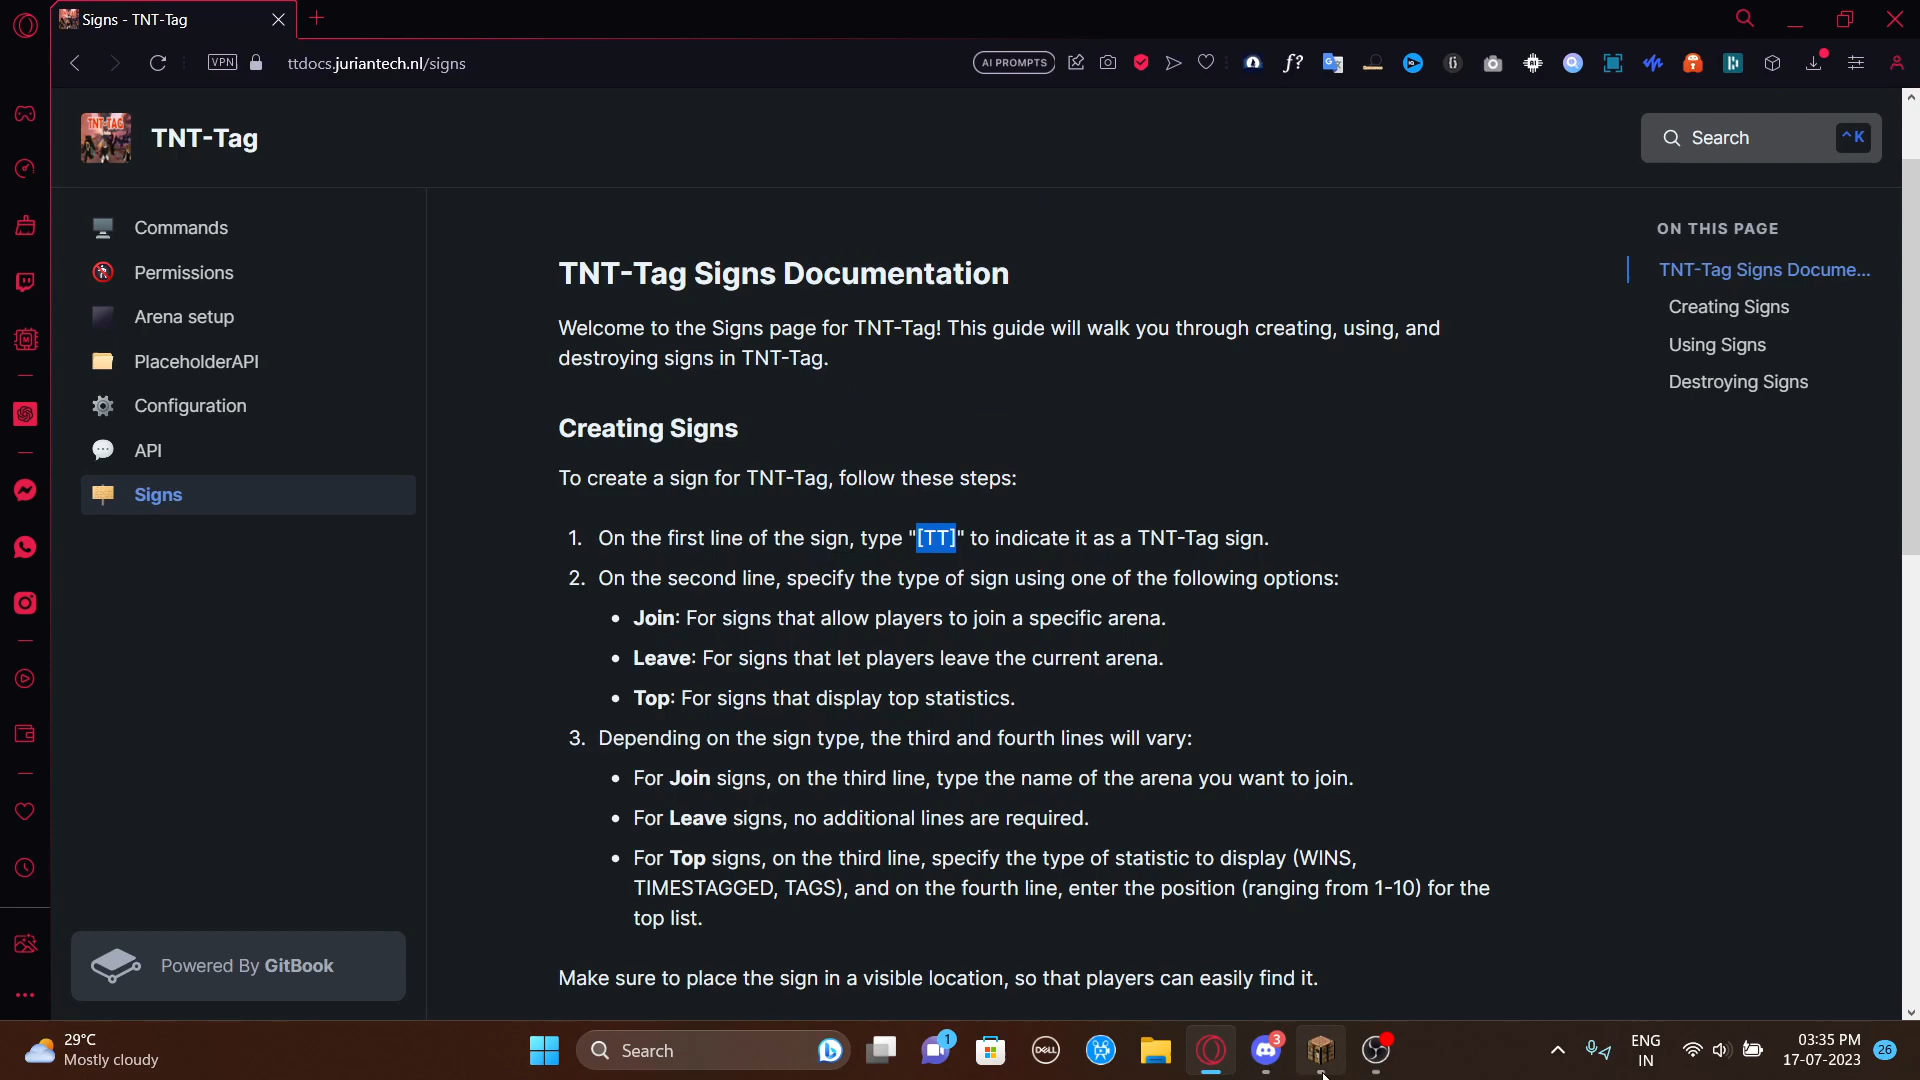 Signs - TNT-Tag
VPN
ttdocs.juriantech.nl/signs
AI PROMPTS
f?
TNT-TAG
TNT-Tag
Search
^K
Commands
Permissions
Arena setup
PlaceholderAPI
Configuration
API
Signs
Powered By GitBook
TNT-Tag Signs Documentation
Welcome to the Signs page for TNT-Tag! This guide will walk you through creating, using, and
destroying signs in TNT-Tag.
Creating Signs
To create a sign for TNT-Tag, follow these steps:
1. On the first line of the sign, type "[TT]" to indicate it as a TNT-Tag sign.
2. On the second line, specify the type of sign using one of the following options:
• Join: For signs that allow players to join a specific arena.
• Leave: For signs that let players leave the current arena.
• Top: For signs that display top statistics.
3. Depending on the sign type, the third and fourth lines will vary:
• For Join signs, on the third line, type the name of the arena you want to join.
• For Leave signs, no additional lines are required.
• For Top signs, on the third line, specify the type of statistic to display (WINS,
TIMESTAGGED, TAGS), and on the fourth line, enter the position (ranging from 1-10) for the
top list.
Make sure to place the sign in a visible location, so that players can easily find it.
ON THIS PAGE
TNT-Tag Signs Docume...
Creating Signs
Using Signs
Destroying Signs
29°C
Mostly cloudy
Search
1
DELL
3
ENG
IN
03:35 PM
17-07-2023
26